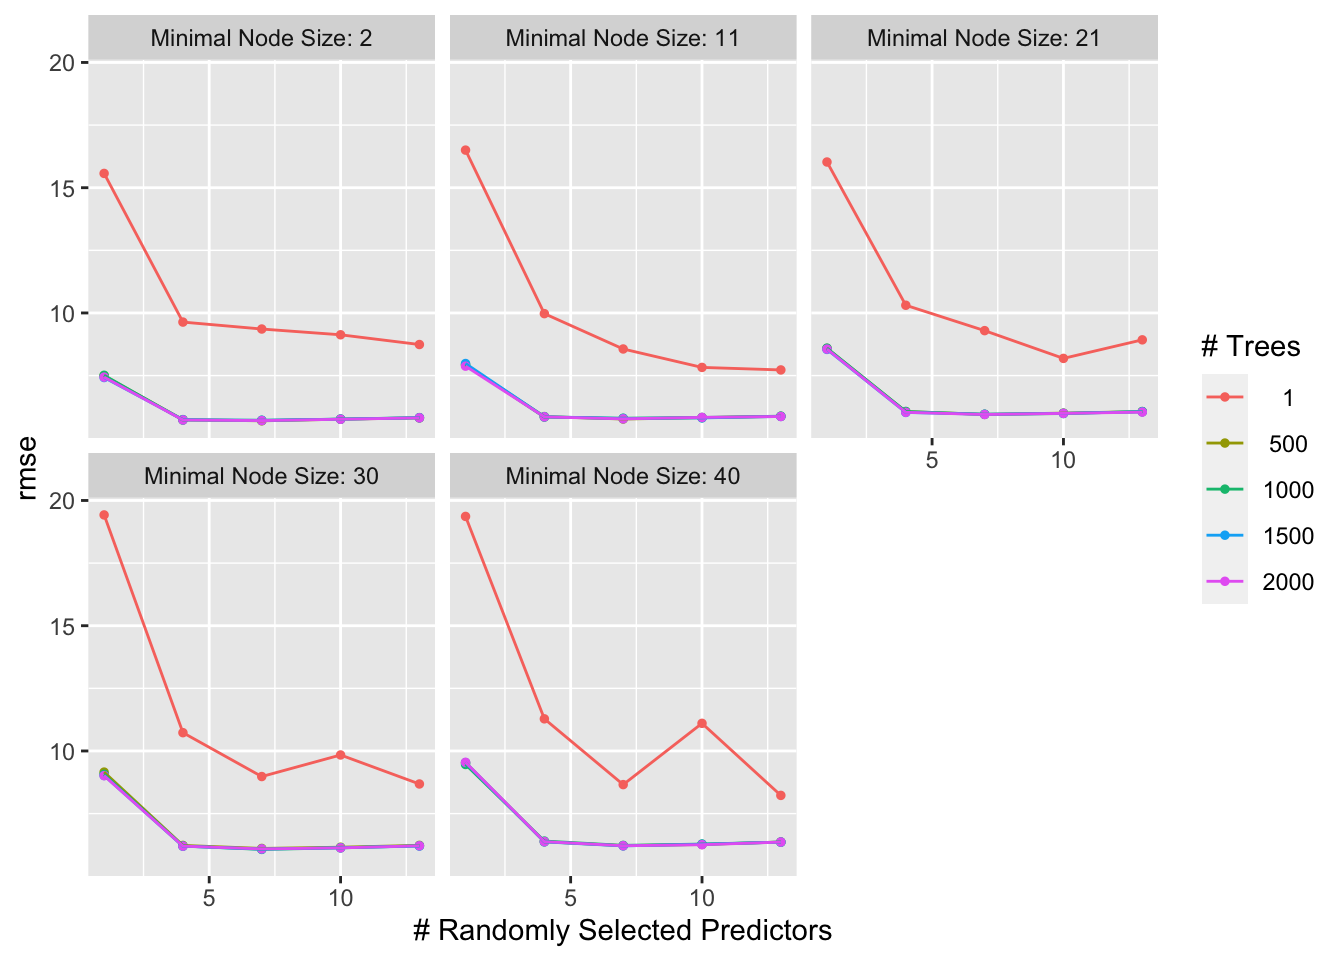 Minimal Node Size: 2
Minimal Node Size: 11
Minimal Node Size: 21
20
15
10
5
10
Minimal Node Size: 30
Minimal Node Size: 40
20
15
10
5
10
5
10
rmse
# Randomly Selected Predictors
# Trees
1
500
1000
1500
2000